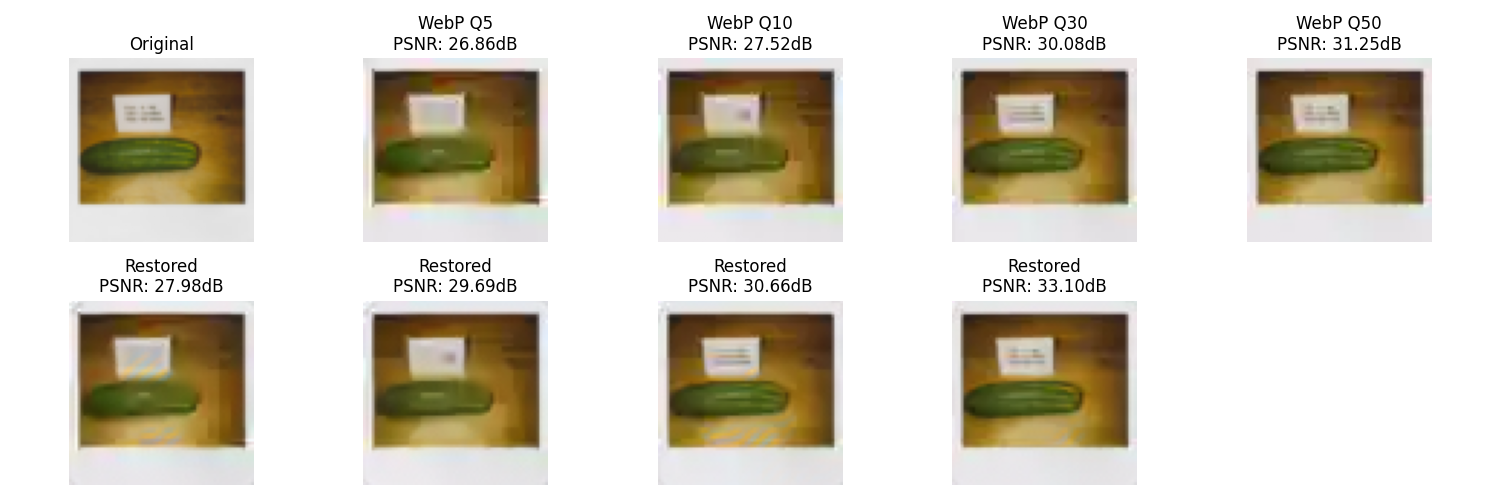 Original
WebP Q5
PSNR: 26.86dB
WebP Q10
PSNR: 27.52dB
WebP Q30
PSNR: 30.08dB
WebP Q50
PSNR: 31.25dB
Restored
PSNR: 27.98dB
Restored
PSNR: 29.69dB
Restored
PSNR: 30.66dB
Restored
PSNR: 33.10dB